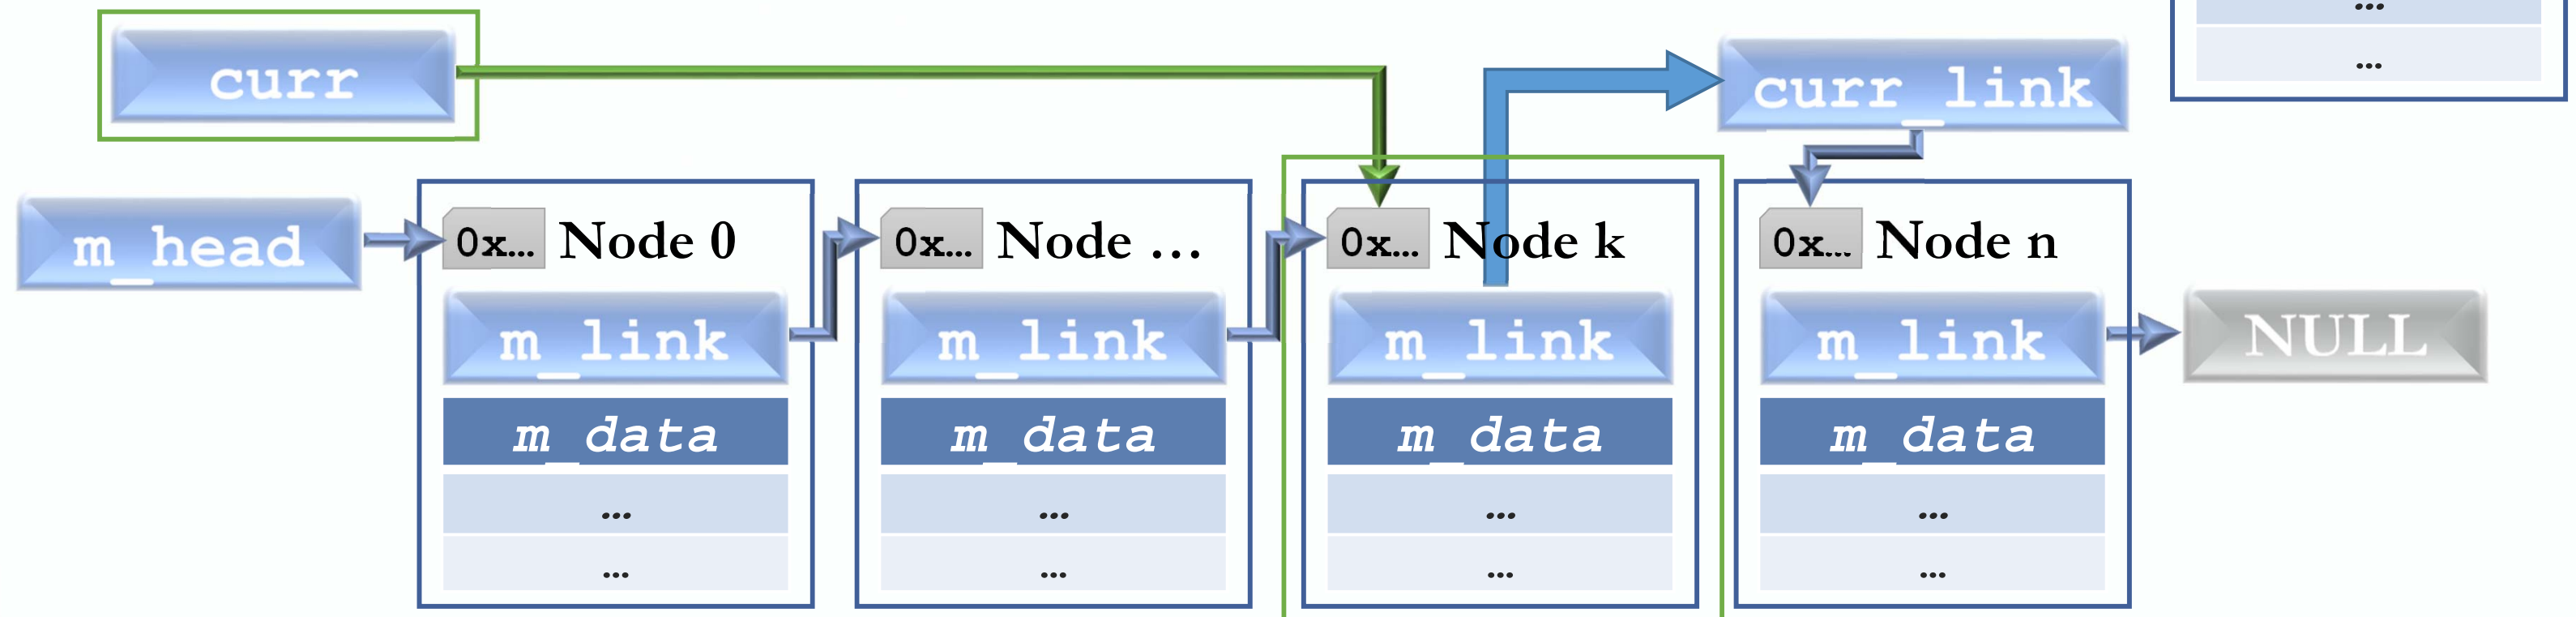 ...
...
curr
curr_link
m_head
0x... Node 0
0x... Node ...
0x... Node k
0x... Node n
m_link
m_link
m_link
m_link
NULL
m_data
m_data
m_data
m_data
...
...
...
...
...
...
...
...